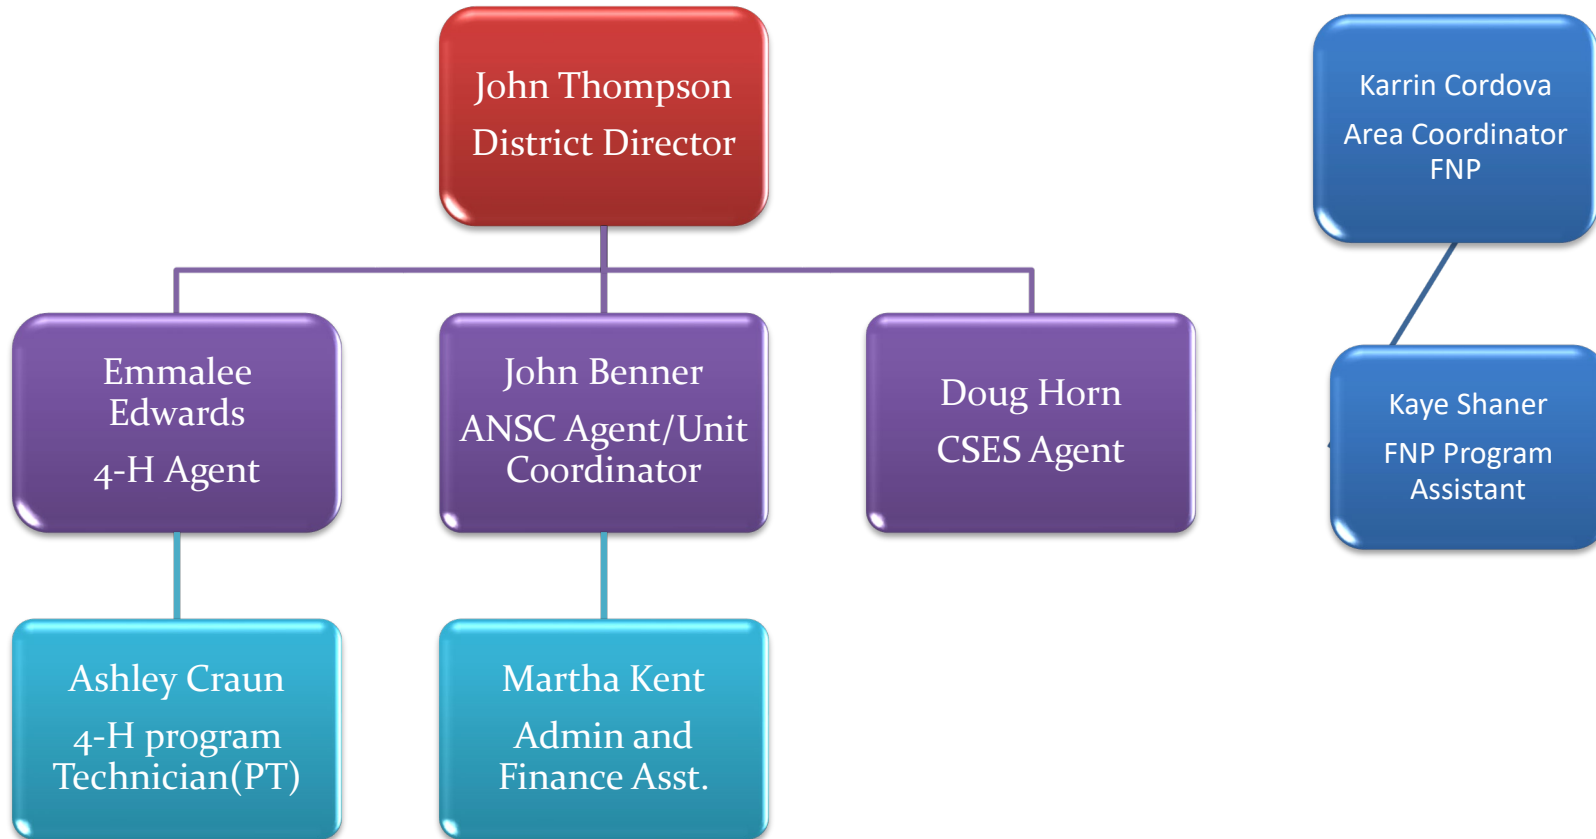 John Thompson
District Director
Karrin Cordova
Area Coordinator
FNP
Emmalee
Edwards
4-H Agent
John Benner
ANSC Agent/Unit
Coordinator
Doug Horn
CSES Agent
Kaye Shaner
FNP Program
Assistant
Ashley Craun
4-H program
Technician(PT)
Martha Kent
Admin and
Finance Asst.